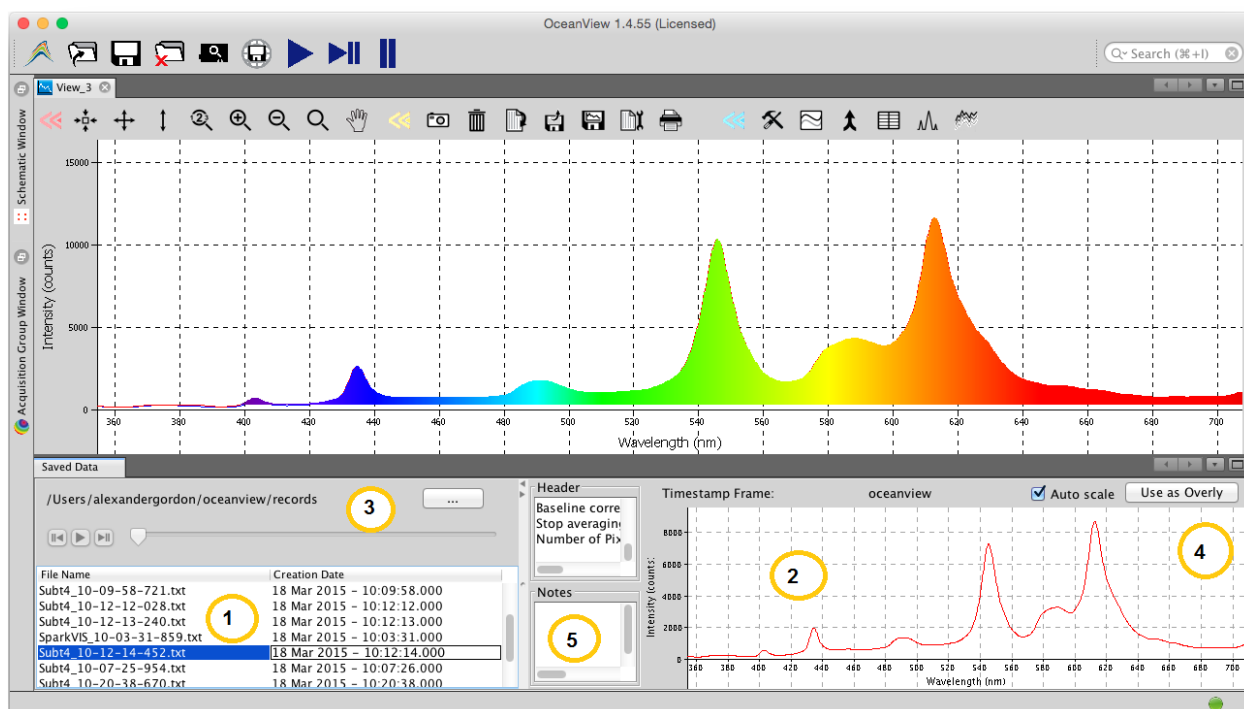 OceanView 1.4.55 (Licensed)
Search (⌘+I)
View_3
Schematic Window
Acquisition Group Window
2
Intensity (counts)
15000
10000
5000
0
360 380 400 420 440 460 480 500 520 540 560 580 600 620 640 660 680 700
Wavelength (nm)
Saved Data
/Users/alexandergordon/oceanview/records
...
3
File Name Creation Date
Subt4_10-09-58-721.txt 18 Mar 2015 - 10:09:58.000
Subt4_10-12-12-028.txt 18 Mar 2015 - 10:12:12.000
Subt4_10-12-13-240.txt 18 Mar 2015 - 10:12:13.000
SparkVIS_10-03-31-859.txt 18 Mar 2015 - 10:03:31.000
Subt4_10-12-14-452.txt 18 Mar 2015 - 10:12:14.000
Subt4_10-07-25-954.txt 18 Mar 2015 - 10:07:26.000
Subt4_10-20-38-670.txt 18 Mar 2015 - 10:20:38.000
1
Header
Baseline corre
Stop averaging
Number of Pix
Notes
5
Timestamp Frame: oceanview
Auto scale
Use as Overly
Intensity (counts:
8000
6000
4000
2000
0
360 380 400 420 440 460 480 500 520 540 560 580 600 620 640 660 680 700
Wavelength (nm)
2
4